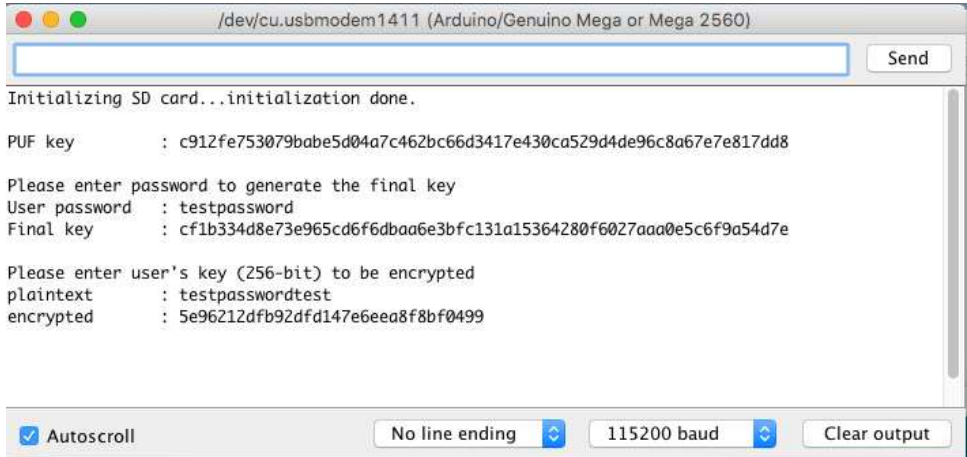 /dev/cu.usbmodem1411 (Arduino/Genuino Mega or Mega 2560)
Send
Initializing SD card...initialization done.
PUF key : c912fe753079babe5d04a7c462bc66d3417e430ca529d4de96c8a67e7e817dd8
Please enter password to generate the final key
User password : testpassword
Final key : cf1b334d8e73e965cd6f6dbaa6e3bfc131a15364280f6027aaa0e5c6f9a54d7e
Please enter user's key (256-bit) to be encrypted
plaintext : testpasswordtest
encrypted : 5e96212dfb92dfd147e6eea8f8bf0499
Autoscroll
No line ending
115200 baud
Clear output